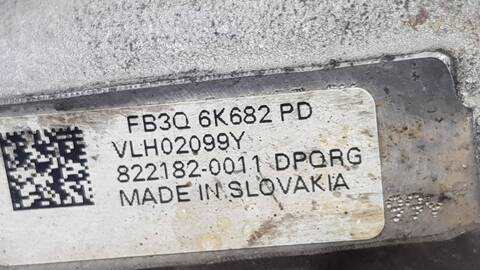 FB3Q 6K682 PD
VLH02099Y
822182-0011 DPQRG
MADE IN SLOVAKIA